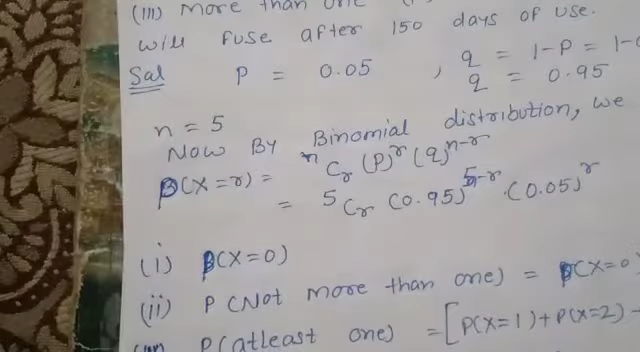 (iii) More than one
will fuse after 150 days of use.
Sol P = 0.05 , q = 1-P = 1-
q = 0.95
n = 5
Now By Binomial distribution, we
P(X=r) = ⁿCᵣ (P)ʳ (q)ⁿ⁻ʳ
= ⁵Cᵣ (0.95)⁵⁻ʳ · (0.05)ʳ
(i) P(X=0)
(ii) P (Not more than one) = P(X=0
P(atleast one) = [P(X=1)+P(X=2)